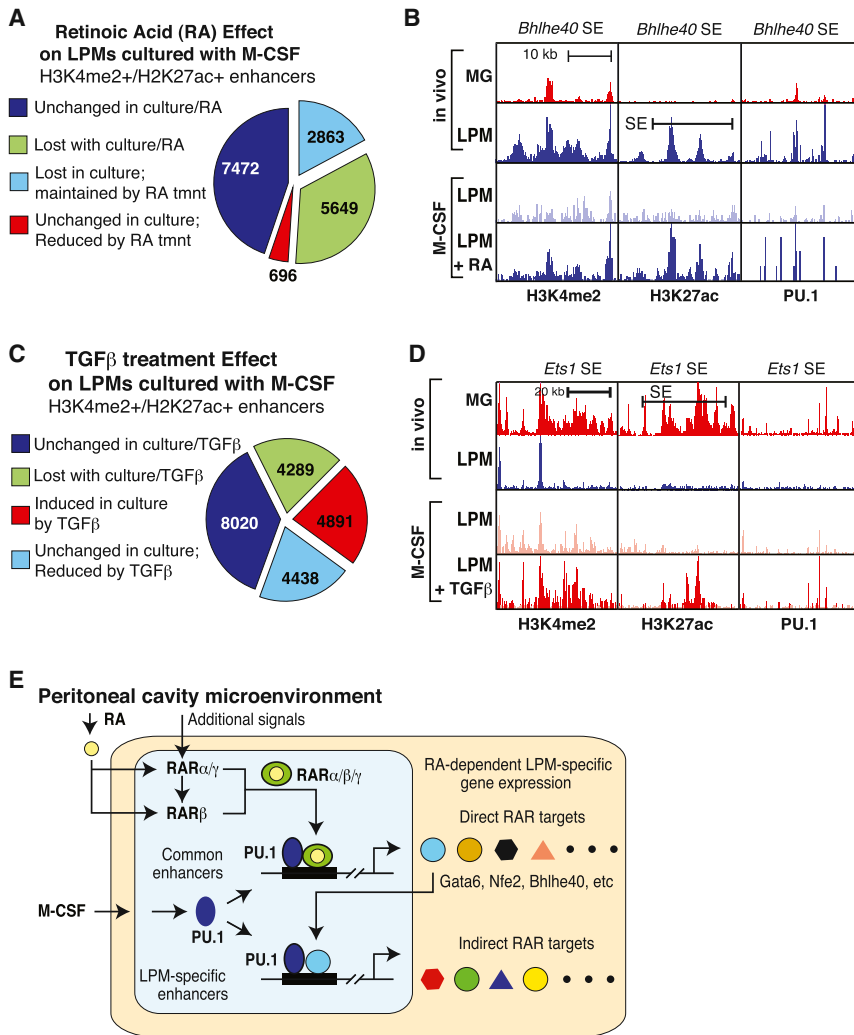 A
Retinoic Acid (RA) Effect
on LPMs cultured with M-CSF
H3K4me2+/H2K27ac+ enhancers
Unchanged in culture/RA
Lost with culture/RA
Lost in culture;
maintained by RA tmnt
Unchanged in culture;
Reduced by RA tmnt
7472
2863
5649
696
B
Bhlhe40 SE
Bhlhe40 SE
Bhlhe40 SE
10 kb
in vivo
MG
LPM
SE
M-CSF
LPM
LPM
+ RA
H3K4me2
H3K27ac
PU.1
C
TGFβ treatment Effect
on LPMs cultured with M-CSF
H3K4me2+/H2K27ac+ enhancers
Unchanged in culture/TGFβ
Lost with culture/TGFβ
Induced in culture
by TGFβ
Unchanged in culture;
Reduced by TGFβ
4289
8020
4891
4438
D
Ets1 SE
Ets1 SE
Ets1 SE
20 kb
SE
in vivo
MG
LPM
M-CSF
LPM
LPM
+ TGFβ
H3K4me2
H3K27ac
PU.1
E
Peritoneal cavity microenvironment
RA
Additional signals
RARα/γ
RARα/β/γ
RARβ
RA-dependent LPM-specific
gene expression
Direct RAR targets
Common
enhancers
PU.1
Gata6, Nfe2, Bhlhe40, etc
M-CSF
PU.1
PU.1
LPM-specific
enhancers
Indirect RAR targets